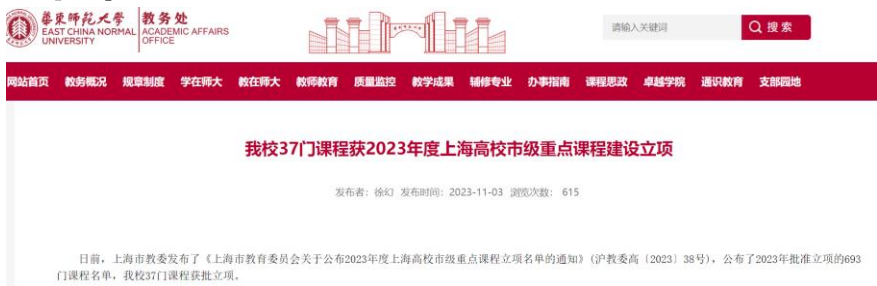 華東師範大學 教务处
EAST CHINA NORMAL UNIVERSITY ACADEMIC AFFAIRS OFFICE
请输入关键词 搜索
网站首页 教务概况 规章制度 学在师大 教在师大 教师教育 质量监控 教学成果 辅修专业 办事指南 课程思政 卓越学院 通识教育 支部园地
我校37门课程获2023年度上海高校市级重点课程建设立项
发布者：徐幻 发布时间：2023-11-03 浏览次数：615
日前，上海市教委发布了《上海市教育委员会关于公布2023年度上海高校市级重点课程立项名单的通知》（沪教委高〔2023〕38号），公布了2023年批准立项的693
门课程名单，我校37门课程获批立项。